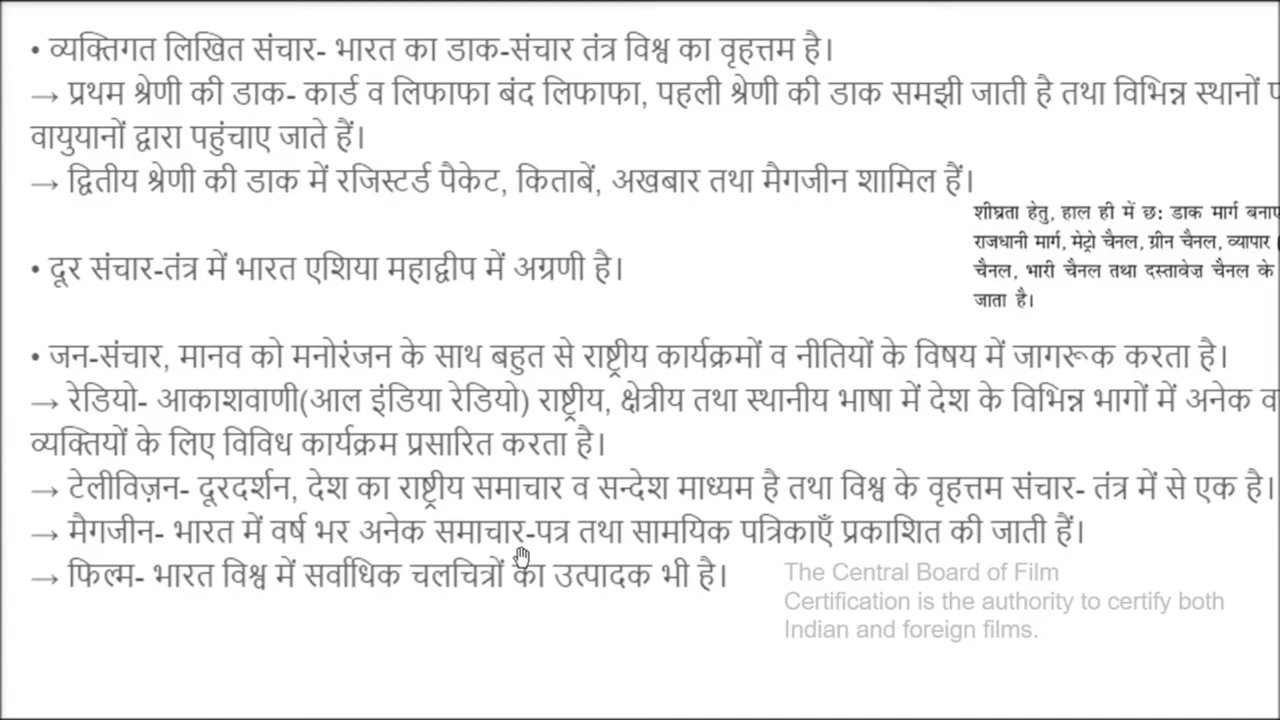 • व्यक्तिगत लिखित संचार- भारत का डाक-संचार तंत्र विश्व का वृहत्तम है।
→ प्रथम श्रेणी की डाक- कार्ड व लिफाफा बंद लिफाफा, पहली श्रेणी की डाक समझी जाती है तथा विभिन्न स्थानों
वायुयानों द्वारा पहुंचाए जाते हैं।
→ द्वितीय श्रेणी की डाक में रजिस्टर्ड पैकेट, किताबें, अखबार तथा मैगजीन शामिल हैं।
शीघ्रता हेतु, हाल ही में छः डाक मार्ग
राजधानी मार्ग, मेट्रो चैनल, ग्रीन चैनल, व्यापार
चैनल, भारी चैनल तथा दस्तावेज़ चैनल के
जाता है।
• दूर संचार-तंत्र में भारत एशिया महाद्वीप में अग्रणी है।
• जन-संचार, मानव को मनोरंजन के साथ बहुत से राष्ट्रीय कार्यक्रमों व नीतियों के विषय में जागरूक करता है।
→ रेडियो- आकाशवाणी(आल इंडिया रेडियो) राष्ट्रीय, क्षेत्रीय तथा स्थानीय भाषा में देश के विभिन्न भागों में अनेक
व्यक्तियों के लिए विविध कार्यक्रम प्रसारित करता है।
→ टेलीविज़न- दूरदर्शन, देश का राष्ट्रीय समाचार व सन्देश माध्यम है तथा विश्व के वृहत्तम संचार- तंत्र में से एक है।
→ मैगजीन- भारत में वर्ष भर अनेक समाचार-पत्र तथा सामयिक पत्रिकाएँ प्रकाशित की जाती हैं।
→ फिल्म- भारत विश्व में सर्वाधिक चलचित्रों का उत्पादक भी है।
The Central Board of Film
Certification is the authority to certify both
Indian and foreign films.